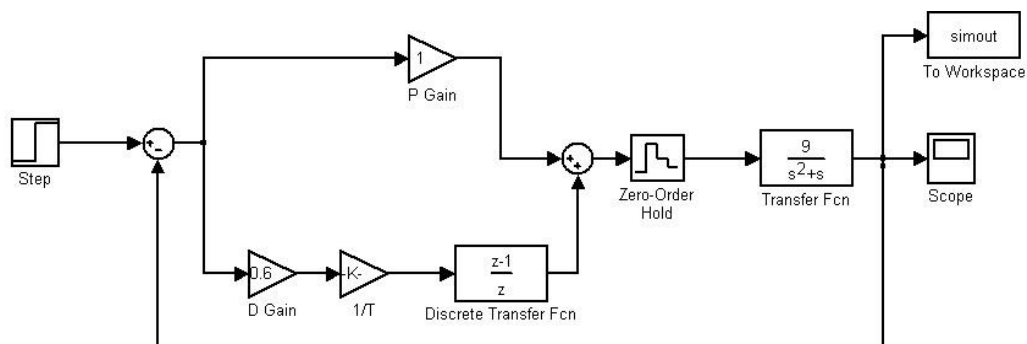 simout
To Workspace
1
P Gain
+
-
Step
+
+
Zero-Order
Hold
9
s2+s
Transfer Fcn
Scope
0.6
D Gain
-K-
1/T
z-1
z
Discrete Transfer Fcn